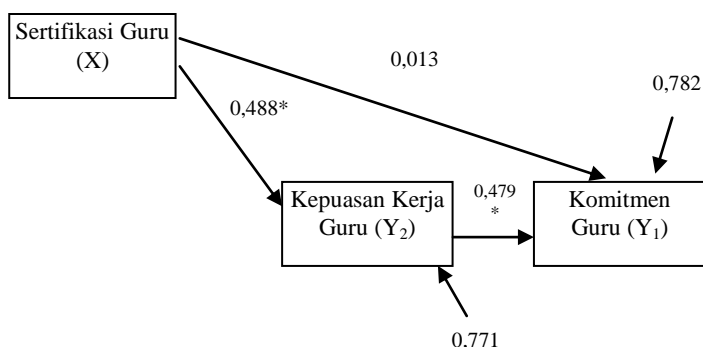 Sertifikasi Guru
(X)
0,013
0,782
0,488*
Kepuasan Kerja
Guru (Y₂)
0,479
*
Komitmen
Guru (Y₁)
0,771